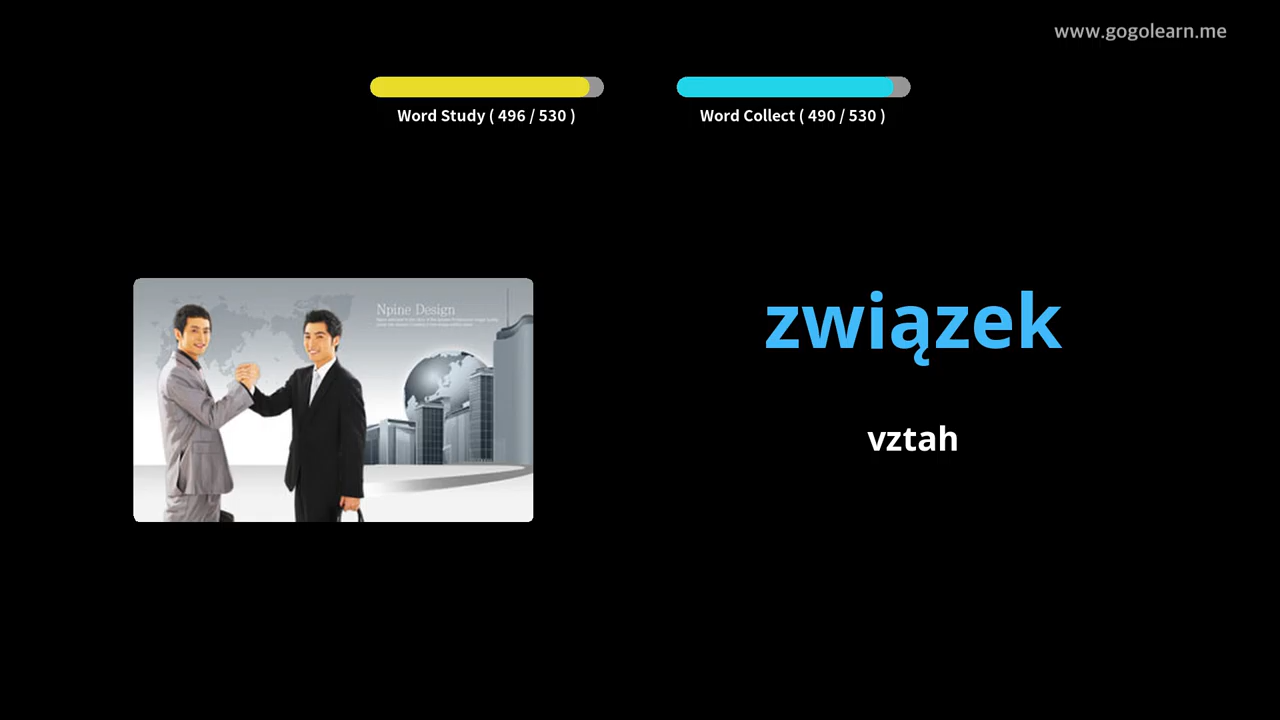 www.gogolearn.me
Word Study ( 496 / 530 )
Word Collect ( 490 / 530 )
Npine Design
związek
vztah